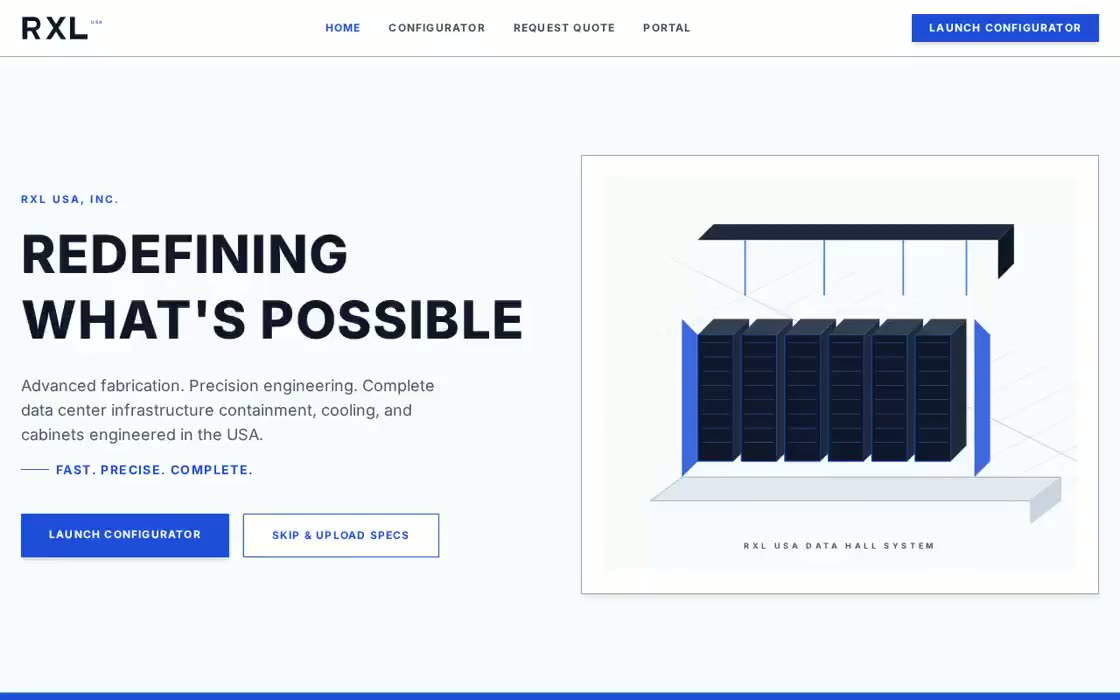 RXL USA
HOME
CONFIGURATOR
REQUEST QUOTE
PORTAL
LAUNCH CONFIGURATOR
RXL USA, INC.
REDEFINING
WHAT'S POSSIBLE
Advanced fabrication. Precision engineering. Complete
data center infrastructure containment, cooling, and
cabinets engineered in the USA.
FAST. PRECISE. COMPLETE.
LAUNCH CONFIGURATOR
SKIP & UPLOAD SPECS
RXL USA DATA HALL SYSTEM